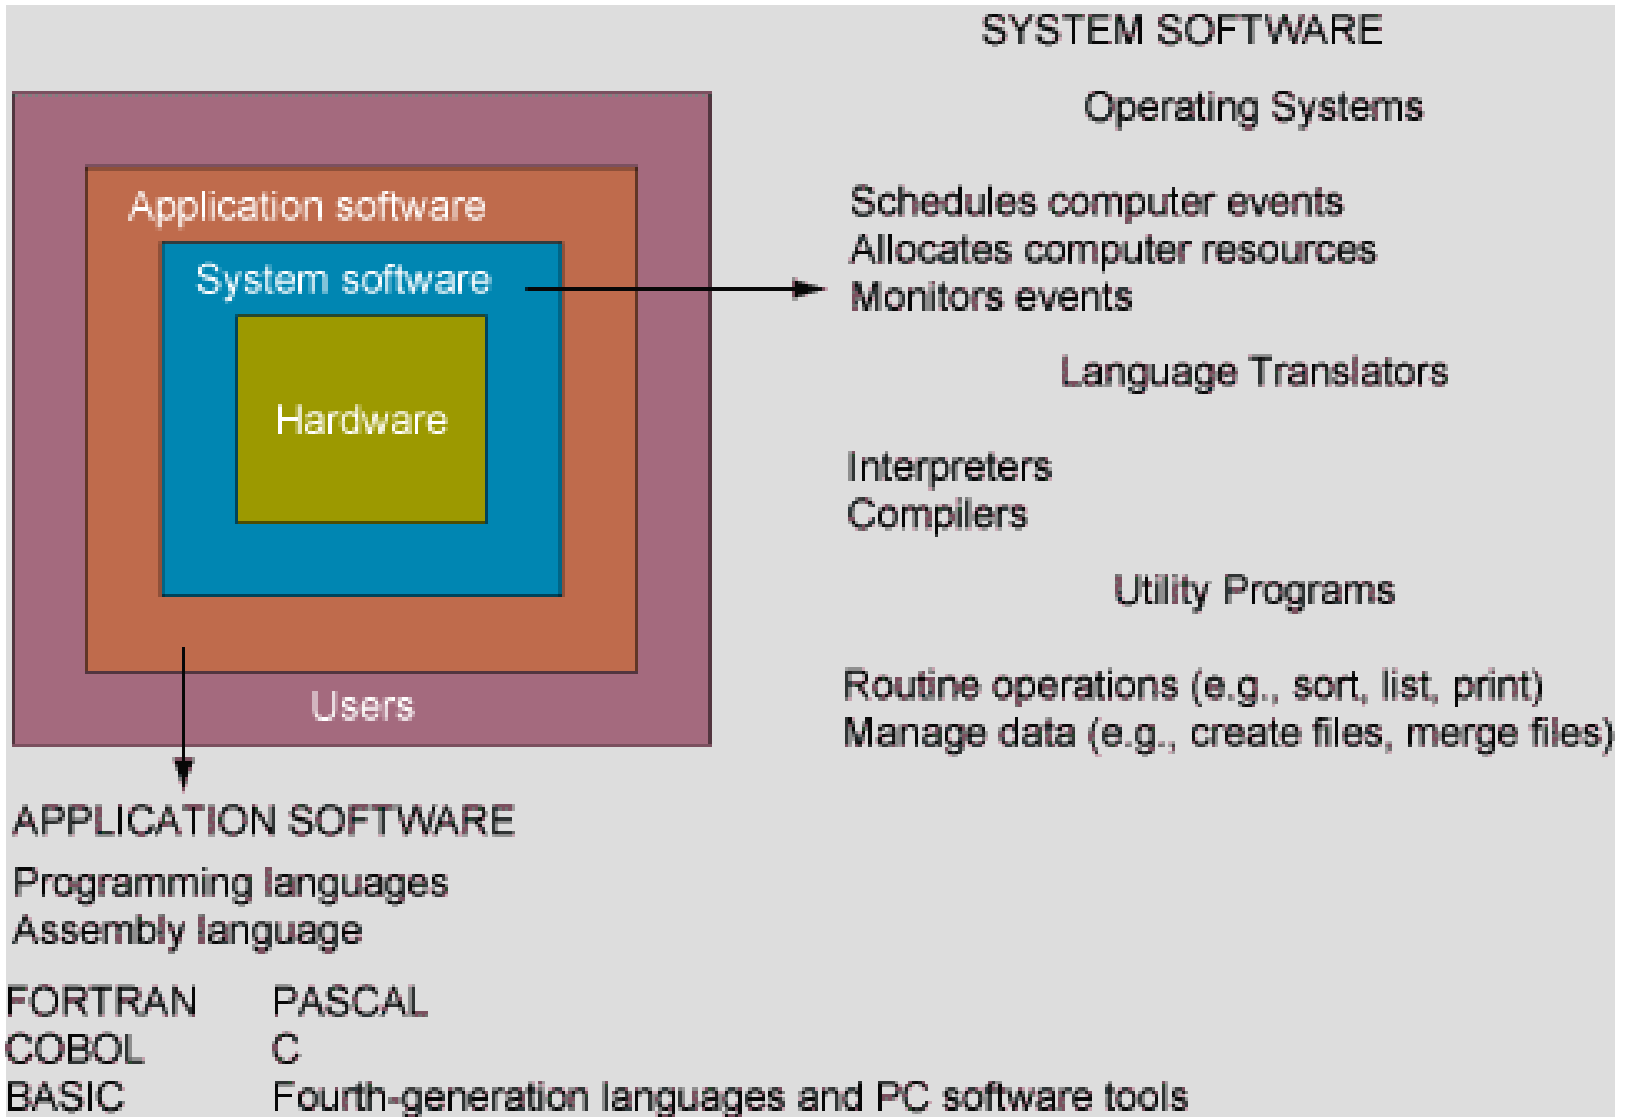 SYSTEM SOFTWARE
Operating Systems
Schedules computer events
Allocates computer resources
Monitors events
Language Translators
Interpreters
Compilers
Utility Programs
Routine operations (e.g., sort, list, print)
Manage data (e.g., create files, merge files)
Application software
System software
Hardware
Users
APPLICATION SOFTWARE
Programming languages
Assembly language
FORTRAN PASCAL
COBOL C
BASIC Fourth-generation languages and PC software tools